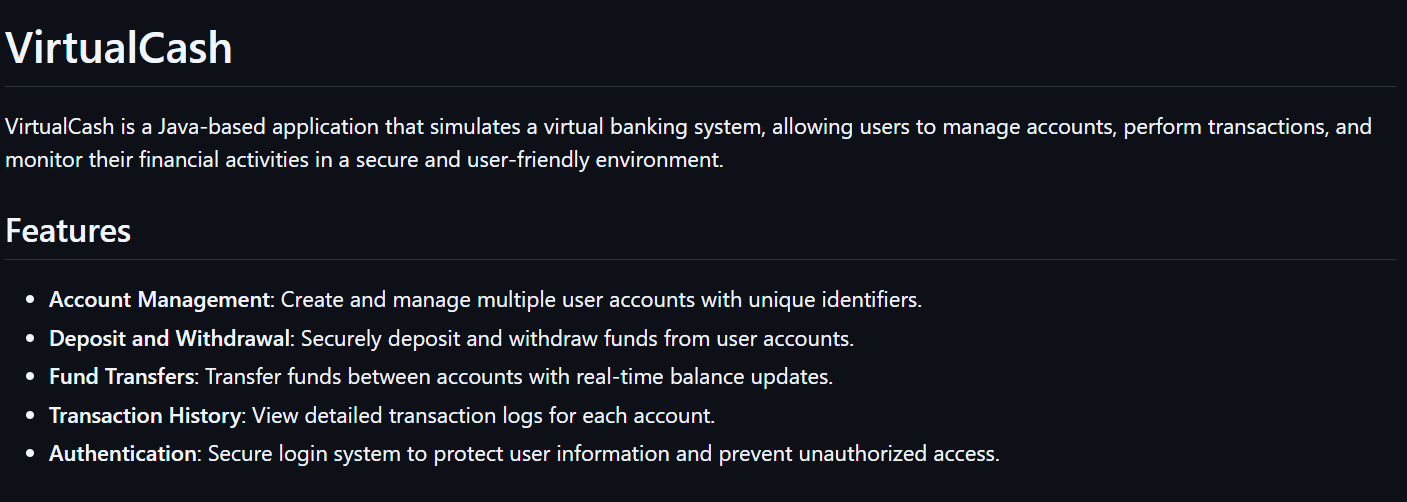 VirtualCash
VirtualCash is a Java-based application that simulates a virtual banking system, allowing users to manage accounts, perform transactions, and
monitor their financial activities in a secure and user-friendly environment.
Features
• Account Management: Create and manage multiple user accounts with unique identifiers.
• Deposit and Withdrawal: Securely deposit and withdraw funds from user accounts.
• Fund Transfers: Transfer funds between accounts with real-time balance updates.
• Transaction History: View detailed transaction logs for each account.
• Authentication: Secure login system to protect user information and prevent unauthorized access.